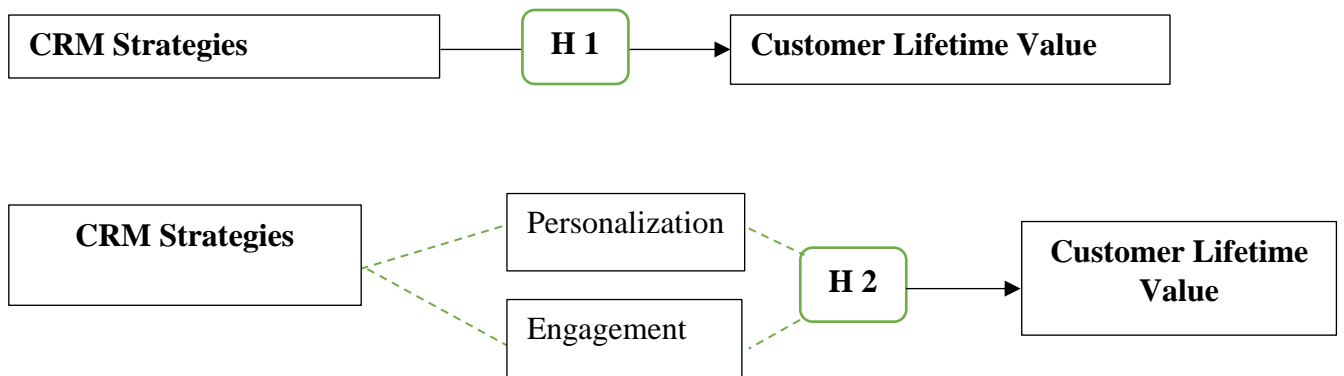 CRM Strategies
H 1
Customer Lifetime Value
CRM Strategies
Personalization
Engagement
H 2
Customer Lifetime
Value